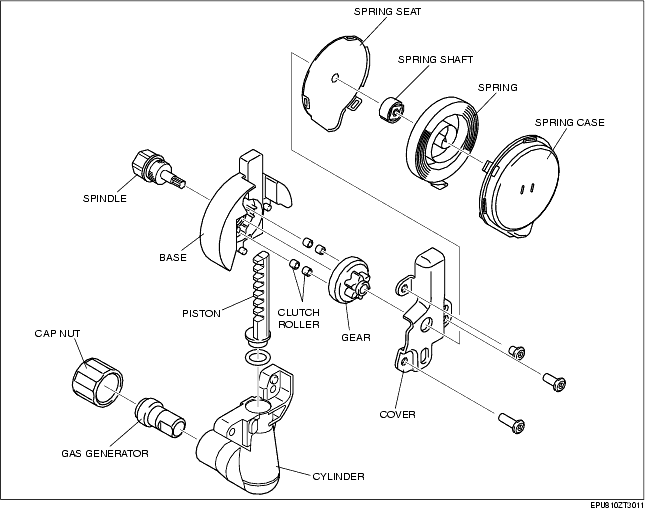 SPRING SEAT
SPRING SHAFT
SPRING
SPRING CASE
SPINDLE
BASE
PISTON
CLUTCH
ROLLER
GEAR
CAP NUT
COVER
GAS GENERATOR
CYLINDER
EPU810ZT3011